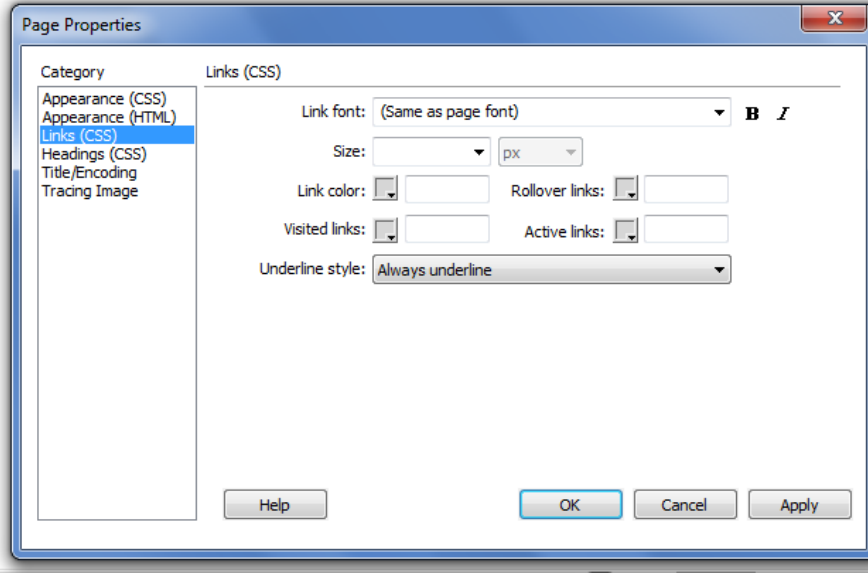 Page Properties
Category
Links (CSS)
Appearance (CSS)
Appearance (HTML)
Links (CSS)
Headings (CSS)
Title/Encoding
Tracing Image
Link font: (Same as page font) B I
Size: px
Link color: Rollover links:
Visited links: Active links:
Underline style: Always underline
Help OK Cancel Apply